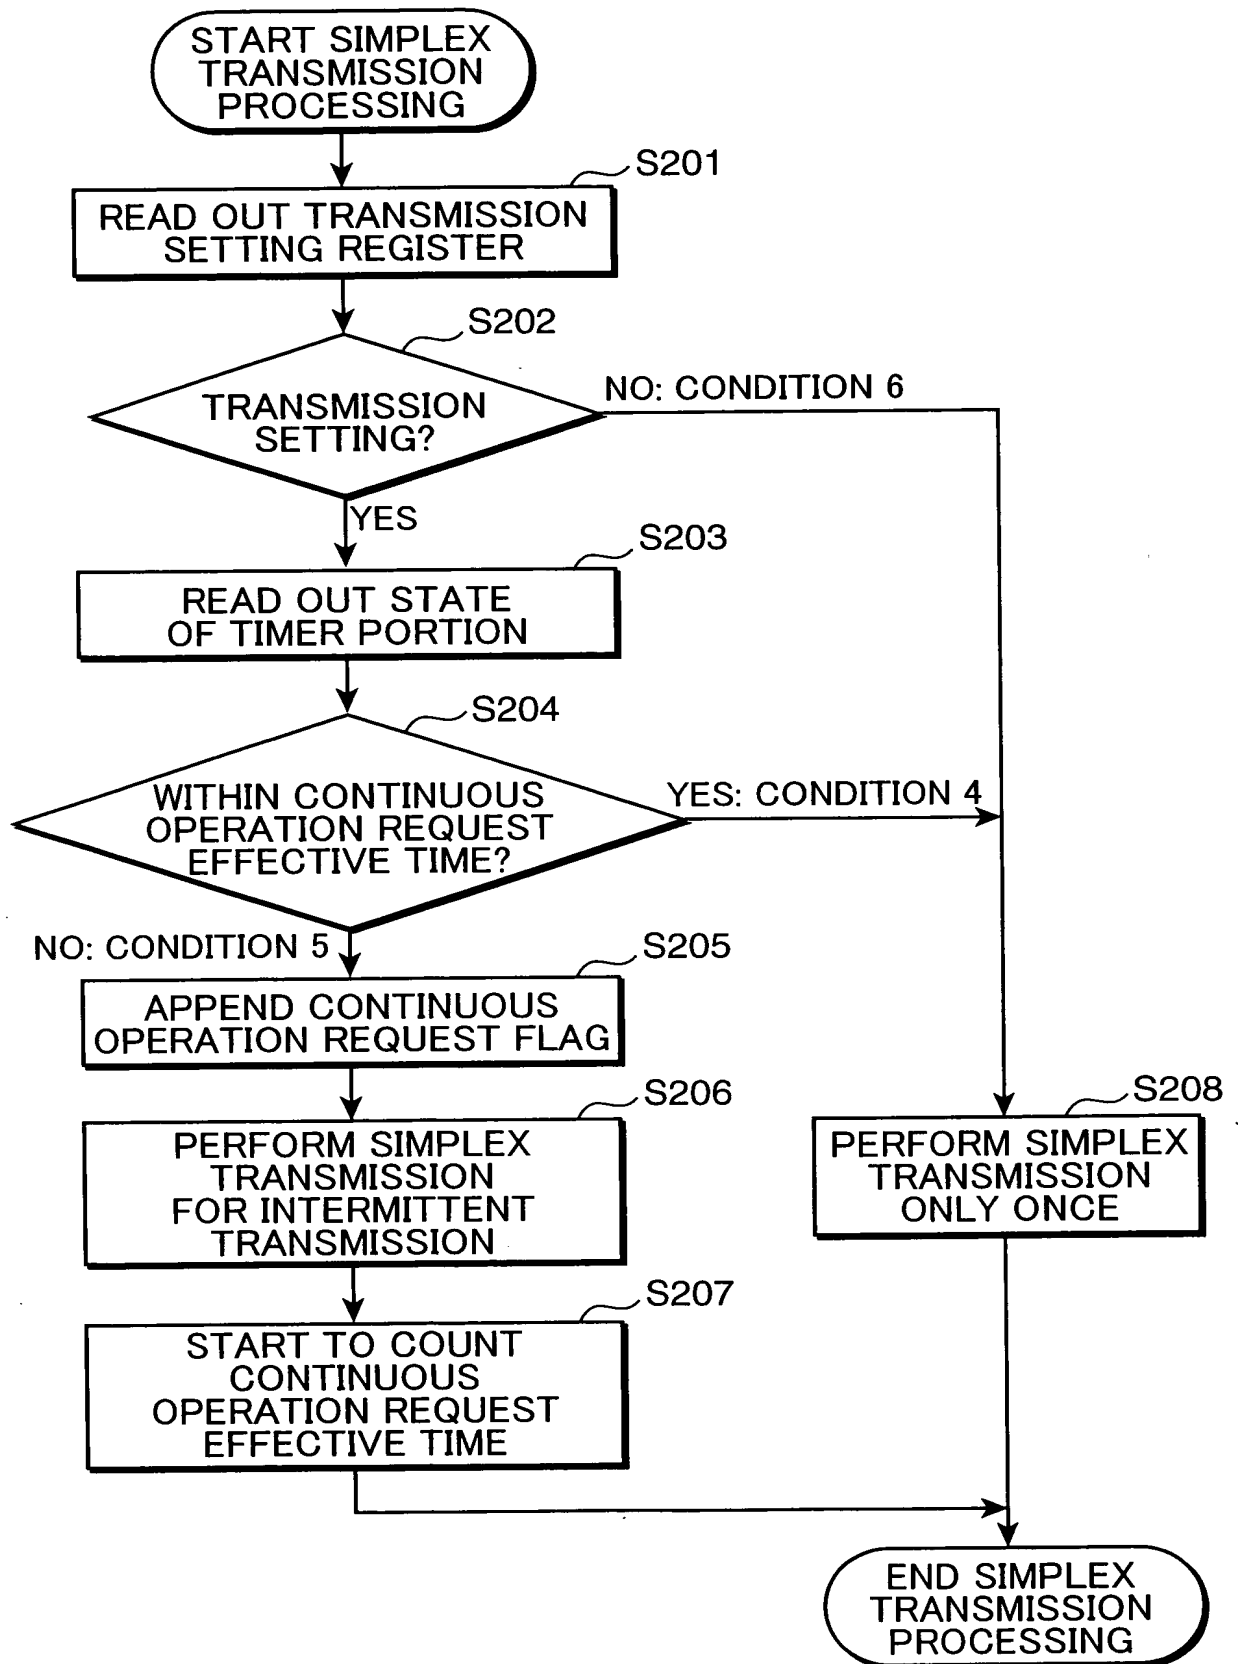 START SIMPLEX
TRANSMISSION
PROCESSING
S201
READ OUT TRANSMISSION
SETTING REGISTER
S202
TRANSMISSION
SETTING?
NO: CONDITION 6
YES
S203
READ OUT STATE
OF TIMER PORTION
S204
WITHIN CONTINUOUS
OPERATION REQUEST
EFFECTIVE TIME?
YES: CONDITION 4
NO: CONDITION 5
S205
APPEND CONTINUOUS
OPERATION REQUEST FLAG
S206
PERFORM SIMPLEX
TRANSMISSION
FOR INTERMITTENT
TRANSMISSION
S208
PERFORM SIMPLEX
TRANSMISSION
ONLY ONCE
S207
START TO COUNT
CONTINUOUS
OPERATION REQUEST
EFFECTIVE TIME
END SIMPLEX
TRANSMISSION
PROCESSING